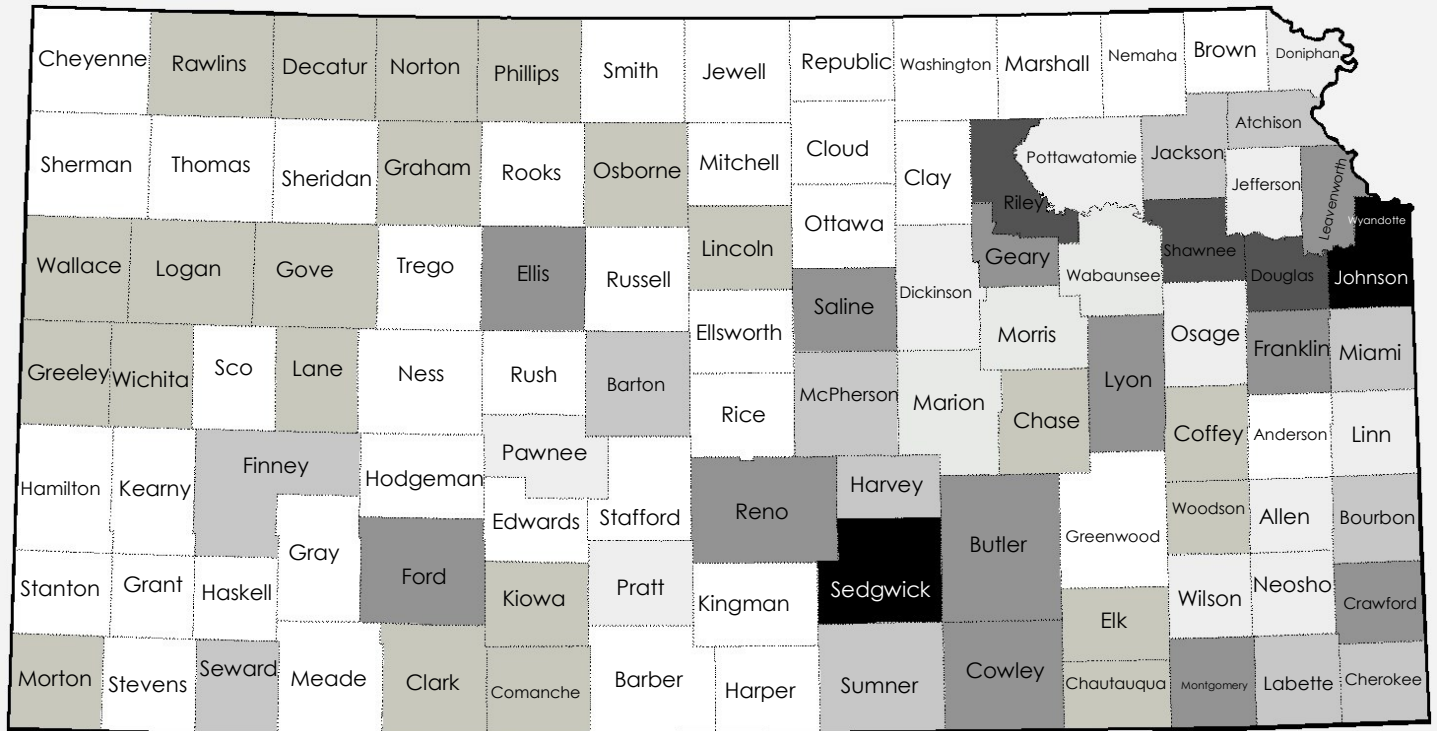 Cheyenne
Rawlins
Decatur
Norton
Phillips
Smith
Jewell
Republic
Washington
Marshall
Nemaha
Brown
Doniphan
Sherman
Thomas
Sheridan
Graham
Rooks
Osborne
Mitchell
Cloud
Clay
Riley
Pottawatomie
Jackson
Atchison
Jefferson
Leavenworth
Wyandotte
Wallace
Logan
Gove
Trego
Ellis
Russell
Lincoln
Ottawa
Saline
Dickinson
Geary
Wabaunsee
Shawnee
Douglas
Johnson
Greeley
Wichita
Sco
Lane
Ness
Rush
Barton
Ellsworth
Rice
McPherson
Marion
Morris
Chase
Lyon
Osage
Franklin
Miami
Coffey
Anderson
Linn
Hamilton
Kearny
Finney
Hodgeman
Pawnee
Edwards
Stafford
Reno
Harvey
Sedgwick
Butler
Greenwood
Woodson
Allen
Bourbon
Stanton
Grant
Haskell
Gray
Ford
Kiowa
Pratt
Kingman
Elk
Wilson
Neosho
Crawford
Morton
Stevens
Seward
Meade
Clark
Comanche
Barber
Harper
Sumner
Cowley
Chautauqua
Montgomery
Labette
Cherokee